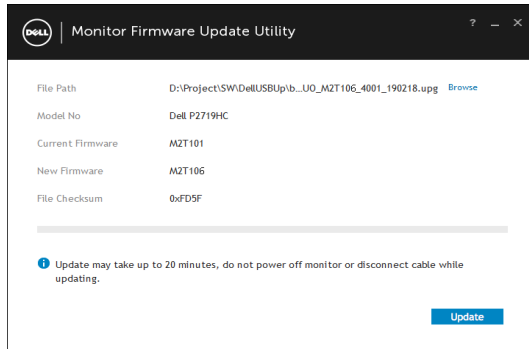 DELL Monitor Firmware Update Utility ? _ ×
File Path D:\Project\SW\DellUSBUp\b...UO_M2T106_4001_190218.upg Browse
Model No Dell P2719HC
Current Firmware M2T101
New Firmware M2T106
File Checksum 0xFD5F
Update may take up to 20 minutes, do not power off monitor or disconnect cable while
updating.
Update